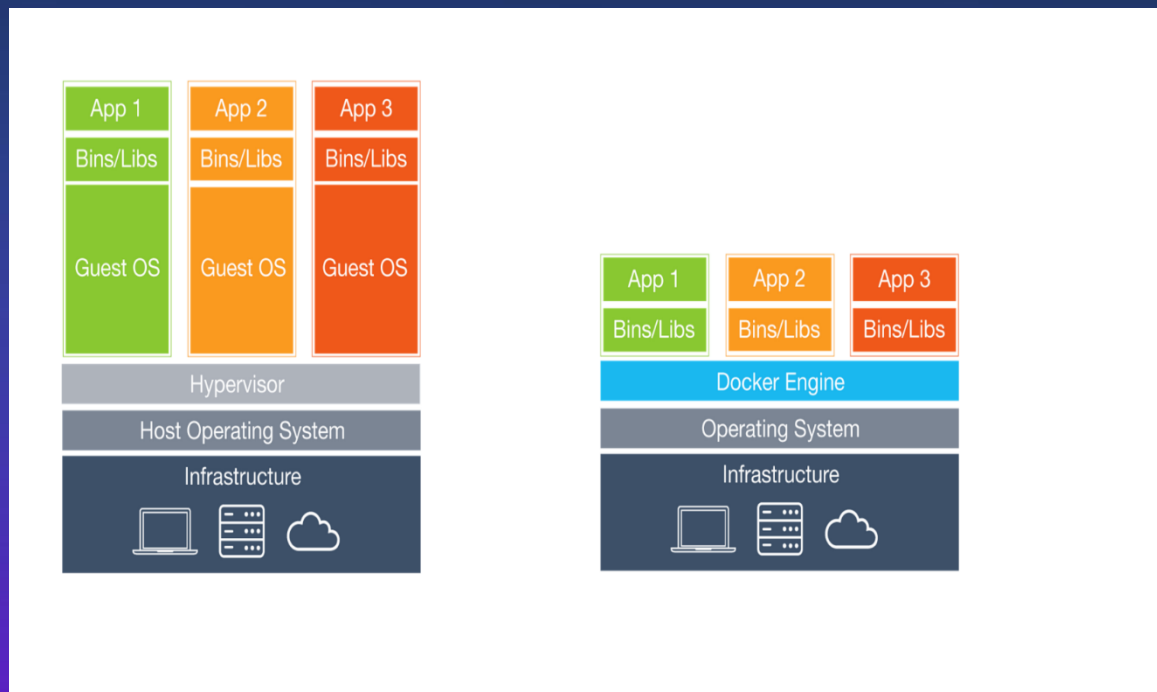 App 1
App 2
App 3
Bins/Libs
Bins/Libs
Bins/Libs
Guest OS
Guest OS
Guest OS
Hypervisor
Host Operating System
Infrastructure
App 1
App 2
App 3
Bins/Libs
Bins/Libs
Bins/Libs
Docker Engine
Operating System
Infrastructure